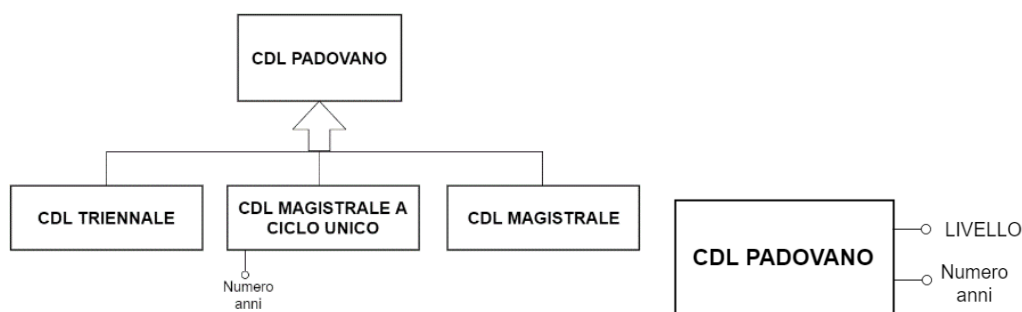 CDL PADOVANO
CDL TRIENNALE
CDL MAGISTRALE A
CICLO UNICO
CDL MAGISTRALE
Numero
anni
CDL PADOVANO
LIVELLO
Numero
anni